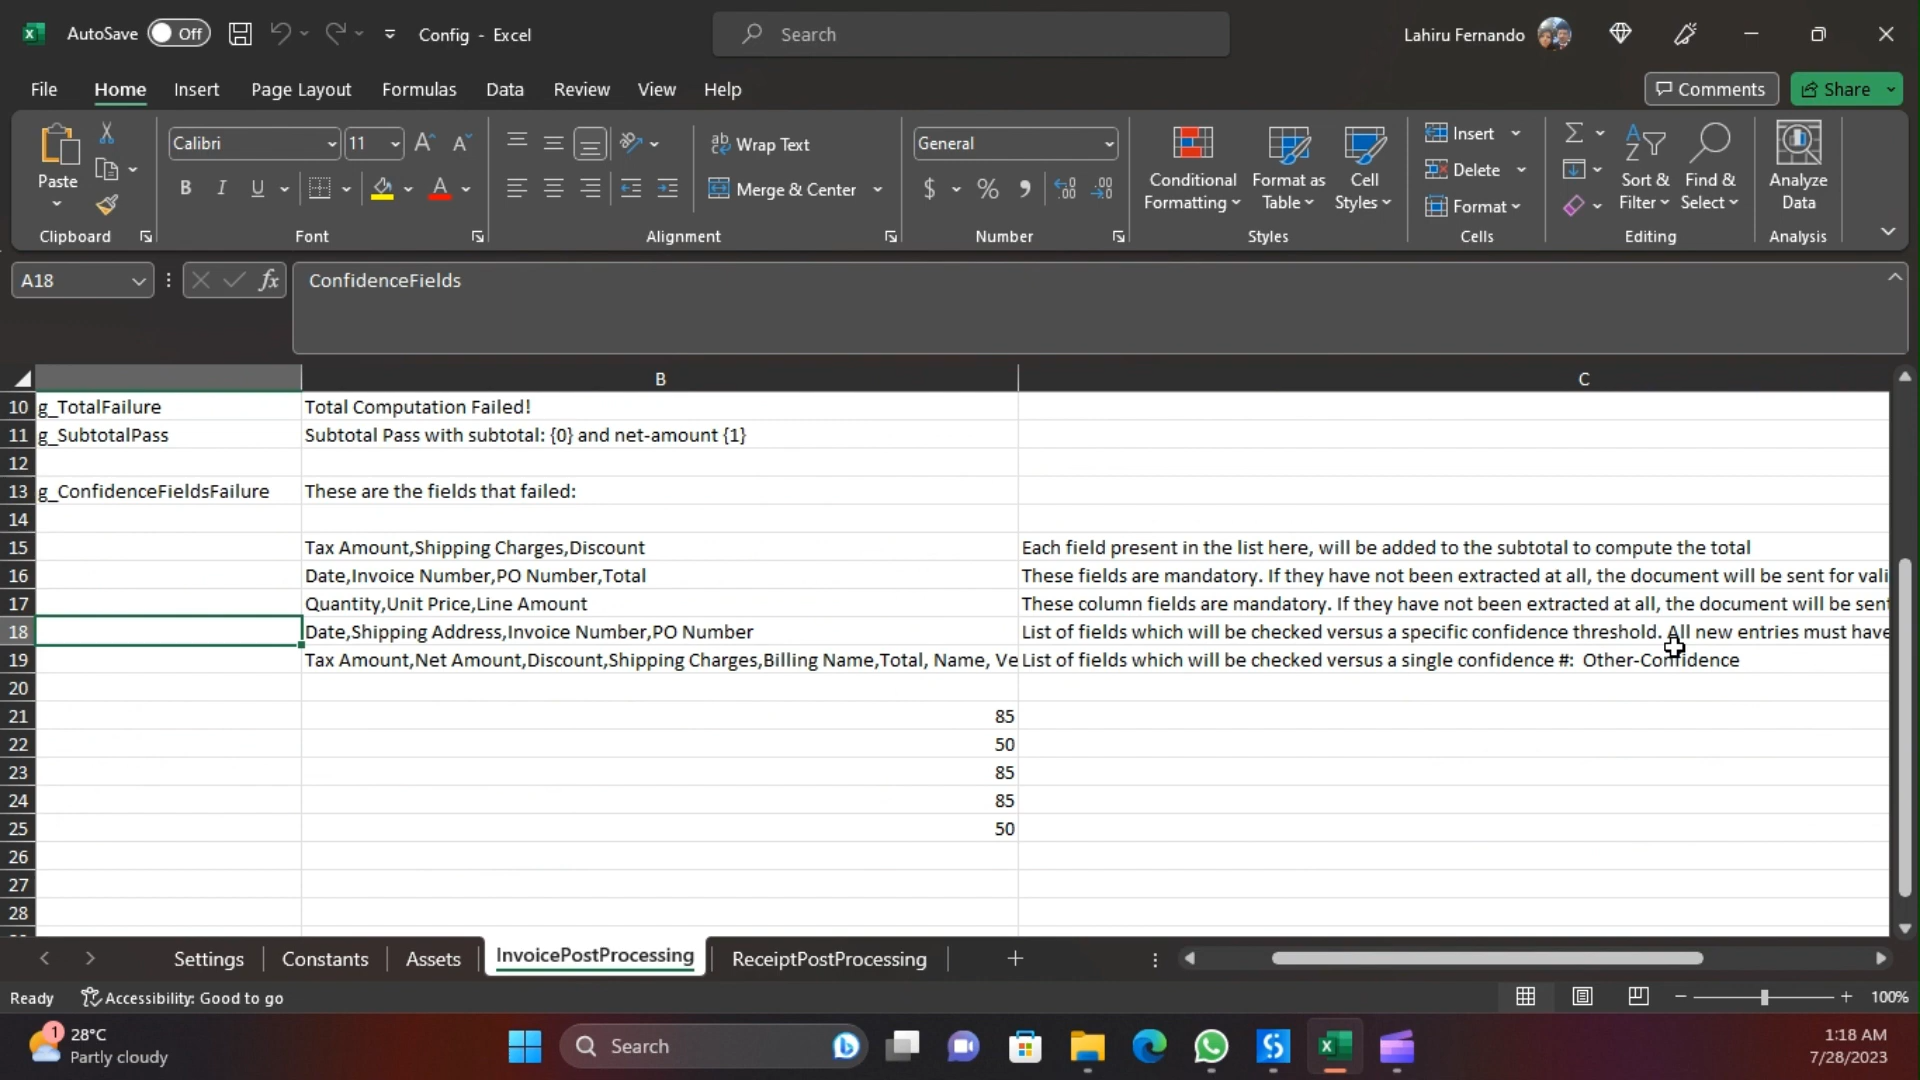 AutoSave Off Config - Excel Search Lahiru Fernando
File Home Insert Page Layout Formulas Data Review View Help Comments Share
Paste Calibri 11 Wrap Text General Conditional Formatting Format as Table Cell Styles Insert Sort & Filter Find & Select Analyze Data
Merge & Center Delete
Format
Clipboard Font Alignment Number Styles Cells Editing Analysis
A18 fx ConfidenceFields
B C
10 g_TotalFailure Total Computation Failed!
11 g_SubtotalPass Subtotal Pass with subtotal: {0} and net-amount {1}
12
13 g_ConfidenceFieldsFailure These are the fields that failed:
14
15 Tax Amount,Shipping Charges,Discount Each field present in the list here, will be added to the subtotal to compute the total
16 Date,Invoice Number,PO Number,Total These fields are mandatory. If they have not been extracted at all, the document will be sent for vali
17 Quantity,Unit Price,Line Amount These column fields are mandatory. If they have not been extracted at all, the document will be sent
18 Date,Shipping Address,Invoice Number,PO Number List of fields which will be checked versus a specific confidence threshold. All new entries must have
19 Tax Amount,Net Amount,Discount,Shipping Charges,Billing Name,Total, Name, Ve List of fields which will be checked versus a single confidence #: Other-Confidence
20
21 85
22 50
23 85
24 85
25 50
26
27
28
Settings Constants Assets InvoicePostProcessing ReceiptPostProcessing
Ready Accessibility: Good to go 100%
1 28°C Search 1:18 AM
Partly cloudy 7/28/2023